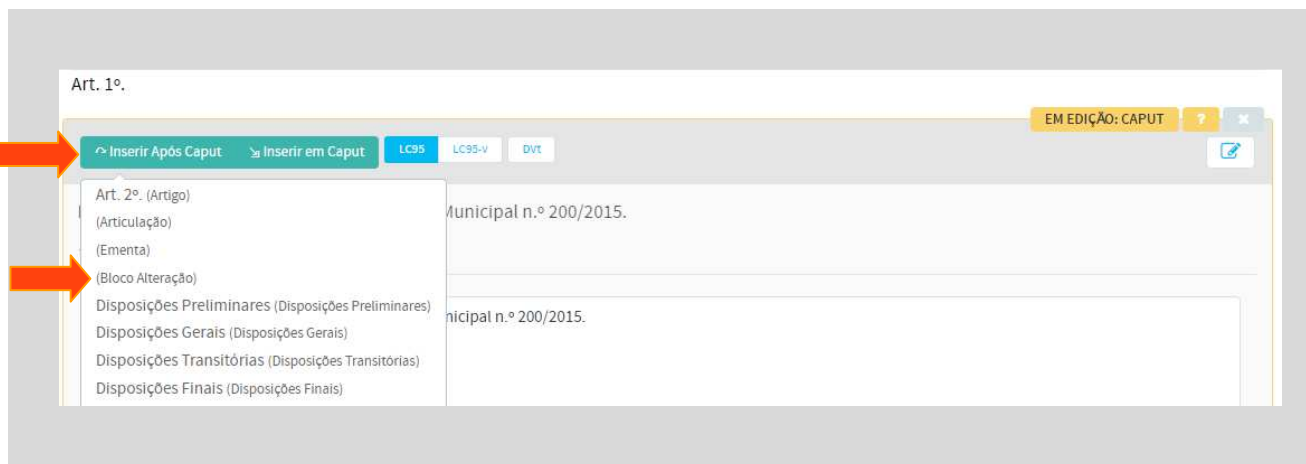 Art. 1º.
EM EDIÇÃO: CAPUT ? ×
Inserir Após Caput Inserir em Caput LC95 LC95-V DVt
Art. 2º. (Artigo)
(Articulação)
Municipal n.º 200/2015.
(Ementa)
(Bloco Alteração)
Disposições Preliminares (Disposições Preliminares)
nicipal n.º 200/2015.
Disposições Gerais (Disposições Gerais)
Disposições Transitórias (Disposições Transitórias)
Disposições Finais (Disposições Finais)